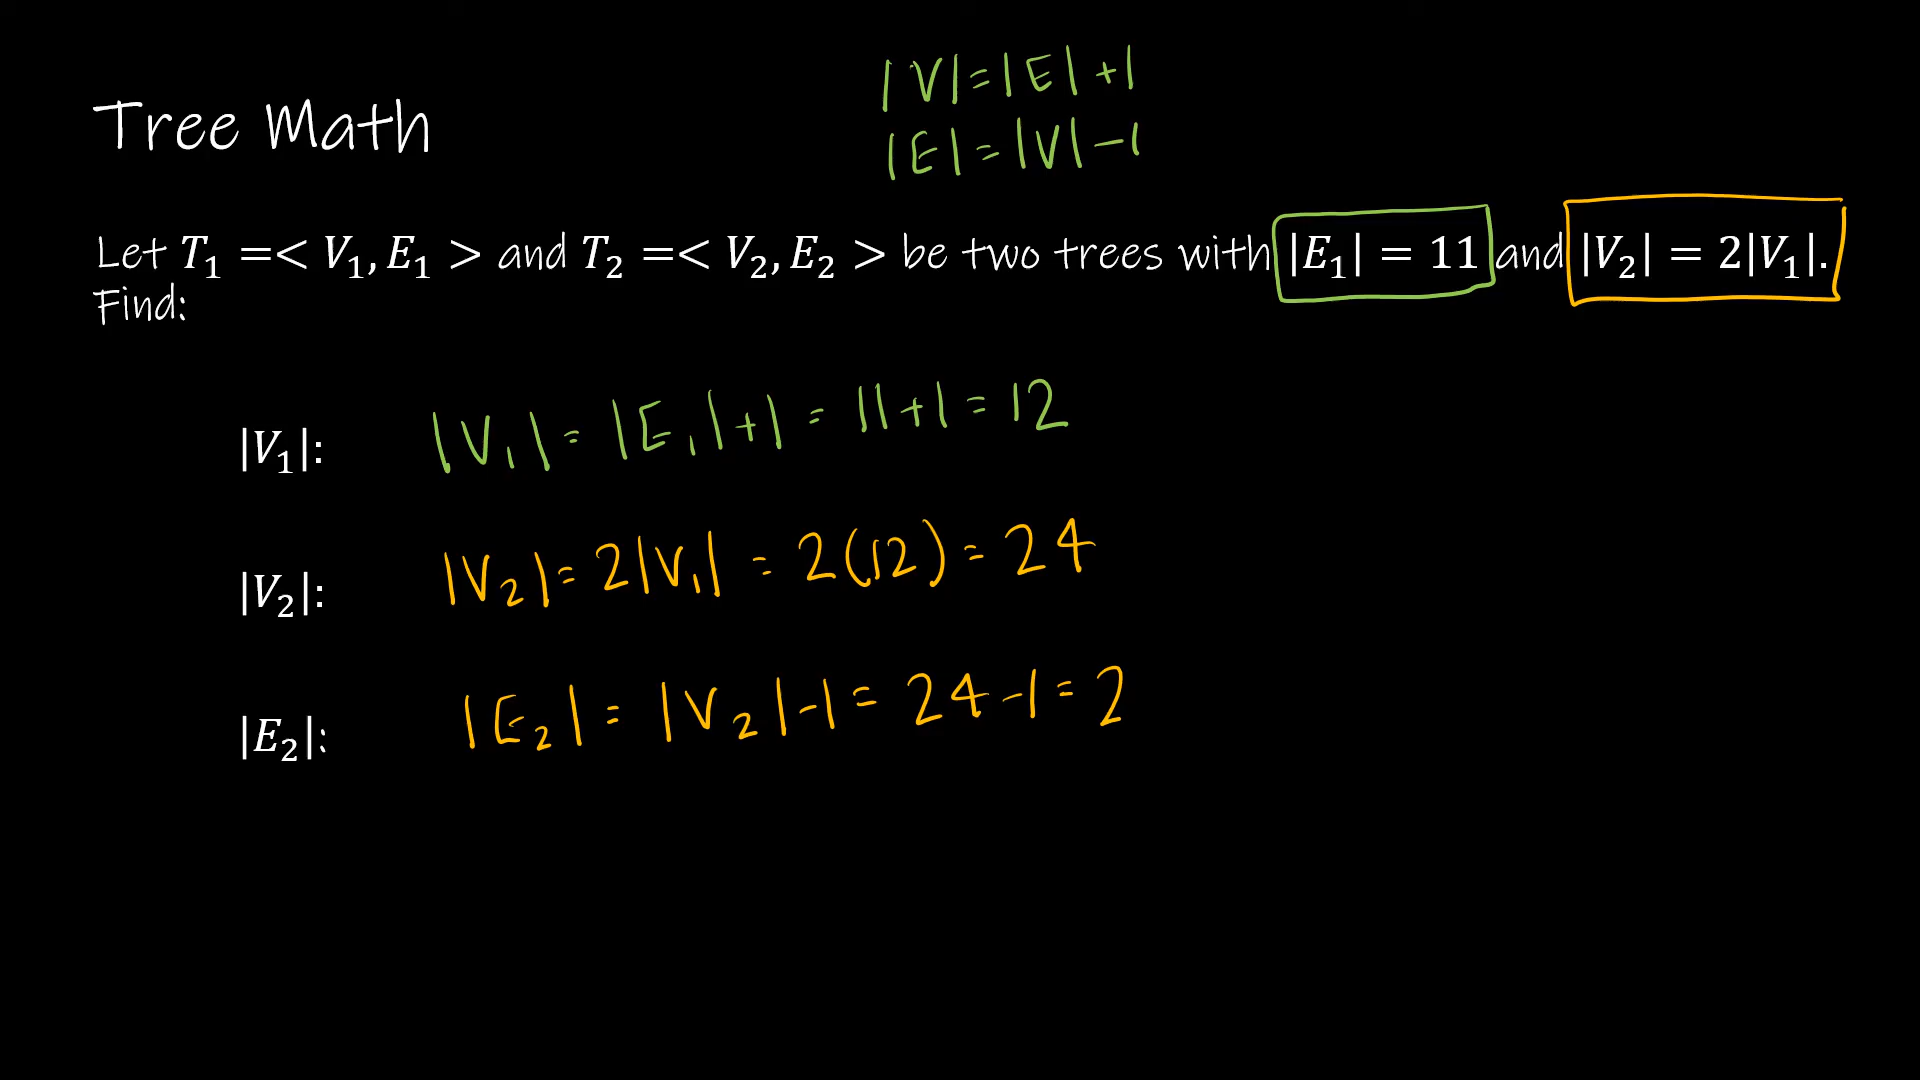 |V|=|E|+1
Tree Math
|E|=|V|-1
Let T₁ =< V₁, E₁ > and T₂ =< V₂, E₂ > be two trees with |E₁| = 11 and |V₂| = 2|V₁|.
Find:
|V₁|: |V₁| = |E₁|+1 = 11+1 = 12
|V₂|: |V₂| = 2|V₁| = 2(12) = 24
|E₂|: |E₂| = |V₂|-1 = 24-1 = 2